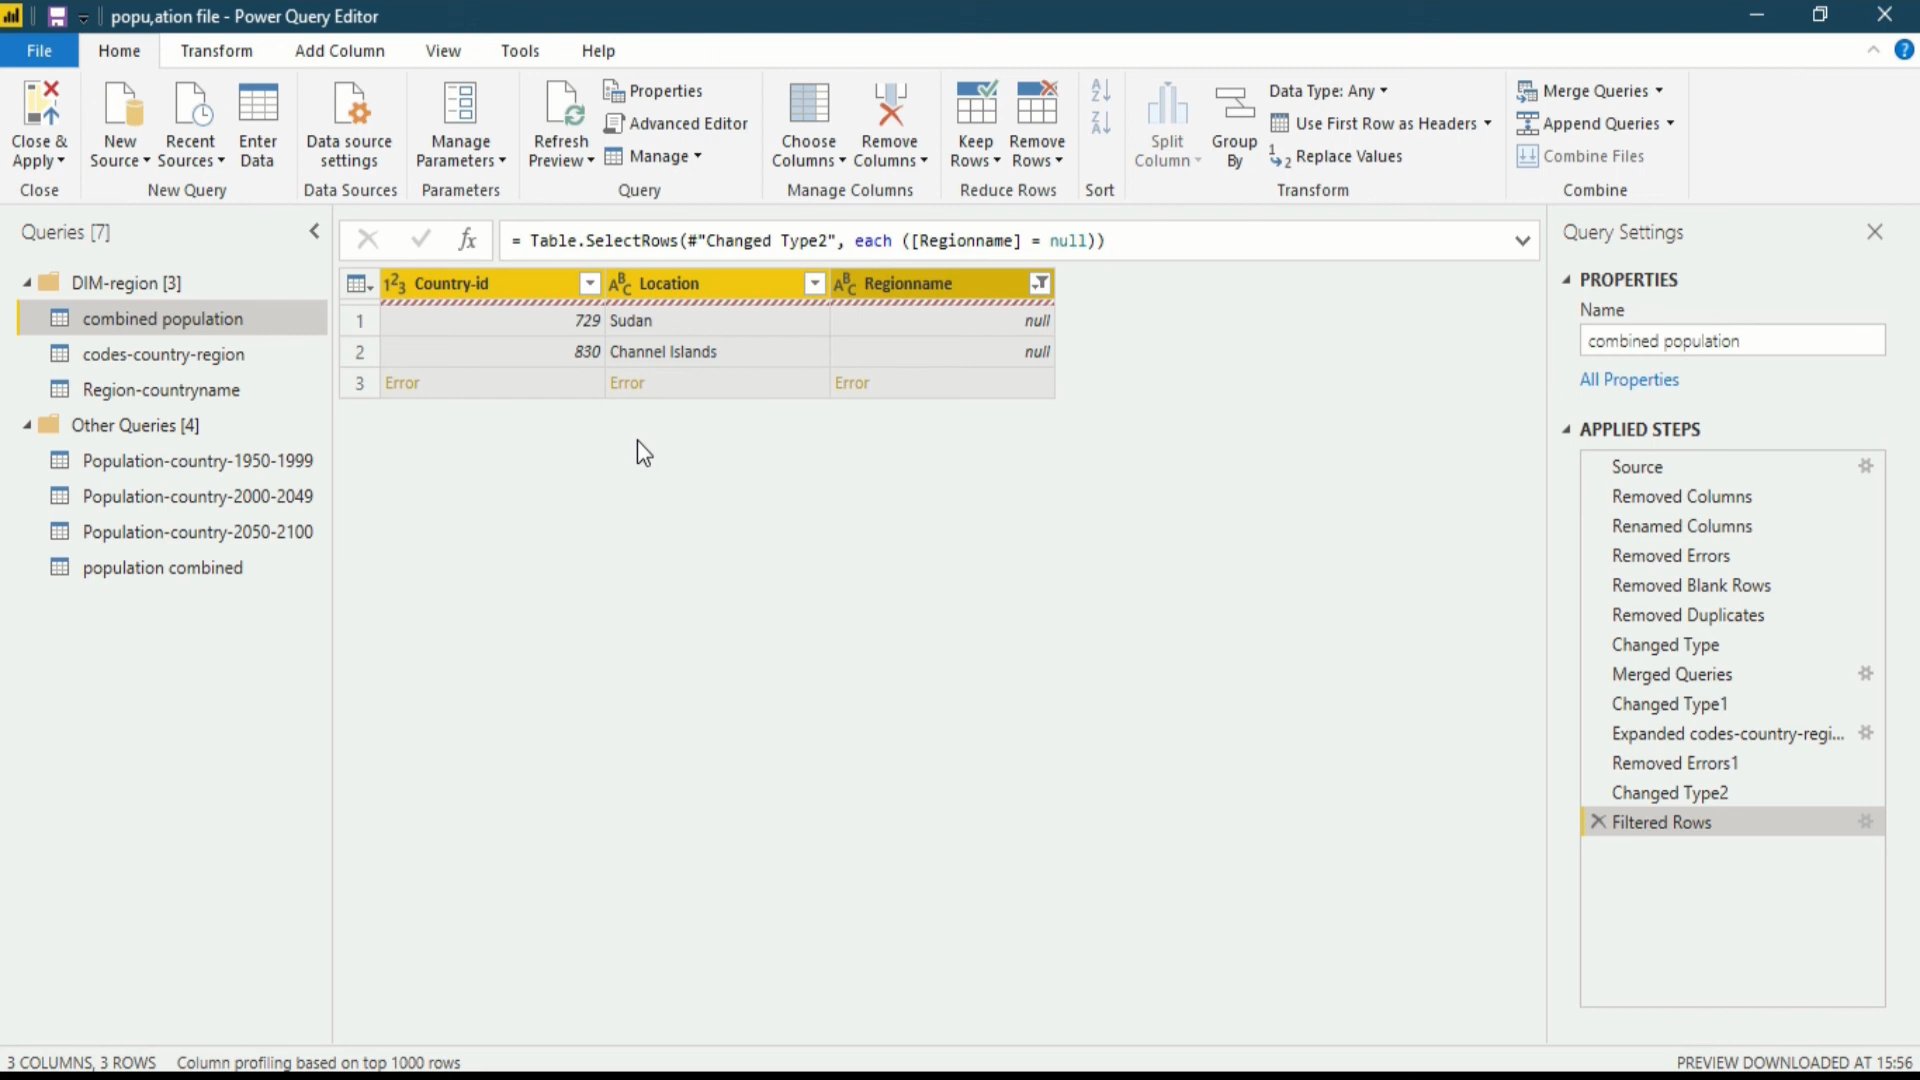 popu,ation file - Power Query Editor
File Home Transform Add Column View Tools Help
Close & Apply
Close
New Source
Recent Sources
Enter Data
New Query
Data source settings
Data Sources
Manage Parameters
Parameters
Refresh Preview
Properties
Advanced Editor
Manage
Query
Choose Columns
Remove Columns
Manage Columns
Keep Rows
Remove Rows
Reduce Rows
Sort
Split Column
Group By
Data Type: Any
Use First Row as Headers
Replace Values
Transform
Merge Queries
Append Queries
Combine Files
Combine
Queries [7]
DIM-region [3]
combined population
codes-country-region
Region-countryname
Other Queries [4]
Population-country-1950-1999
Population-country-2000-2049
Population-country-2050-2100
population combined
fx = Table.SelectRows(#"Changed Type2", each ([Regionname] = null))
123 Country-id ABC Location ABC Regionname
1 729 Sudan null
2 830 Channel Islands null
3 Error Error Error
Query Settings
PROPERTIES
Name
combined population
All Properties
APPLIED STEPS
Source
Removed Columns
Renamed Columns
Removed Errors
Removed Blank Rows
Removed Duplicates
Changed Type
Merged Queries
Changed Type1
Expanded codes-country-regi...
Removed Errors1
Changed Type2
Filtered Rows
3 COLUMNS, 3 ROWS Column profiling based on top 1000 rows
PREVIEW DOWNLOADED AT 15:56